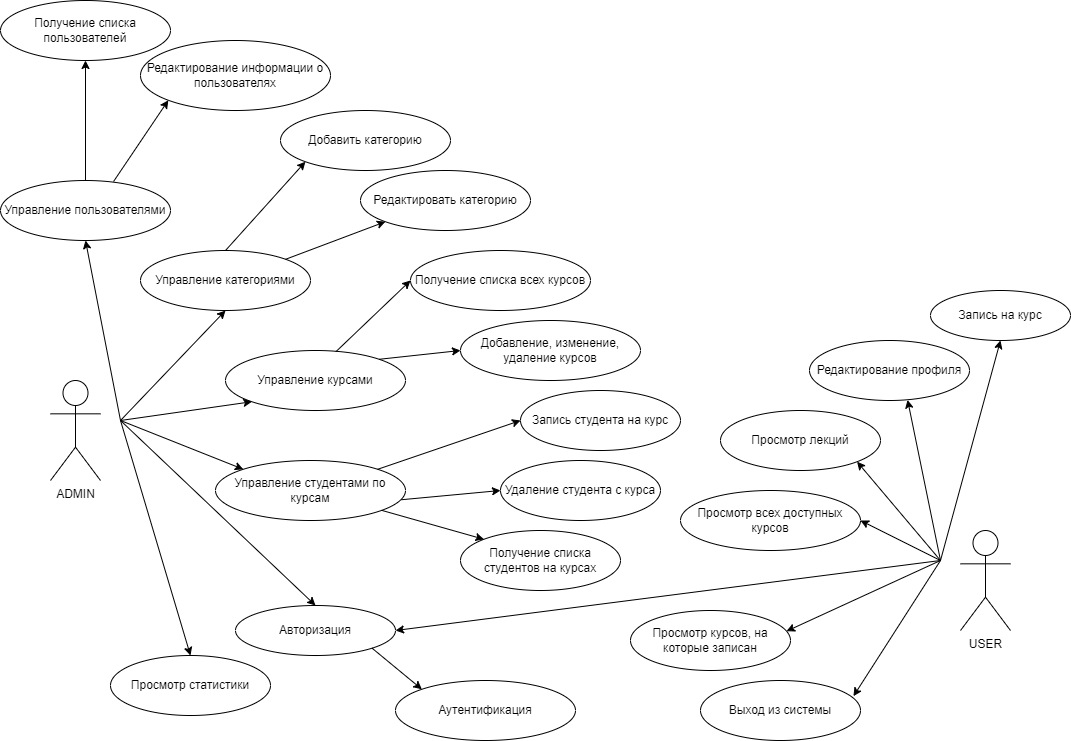 Получение списка
пользователей
Редактирование информации о
пользователях
Добавить категорию
Редактировать категорию
Управление пользователями
Управление категориями
Получение списка всех курсов
Запись на курс
Добавление, изменение,
удаление курсов
Редактирование профиля
Управление курсами
Запись студента на курс
Просмотр лекций
Управление студентами по
курсам
ADMIN
Удаление студента с курса
Просмотр всех доступных
курсов
Получение списка
студентов на курсах
Авторизация
Просмотр курсов, на
которые записан
USER
Просмотр статистики
Аутентификация
Выход из системы